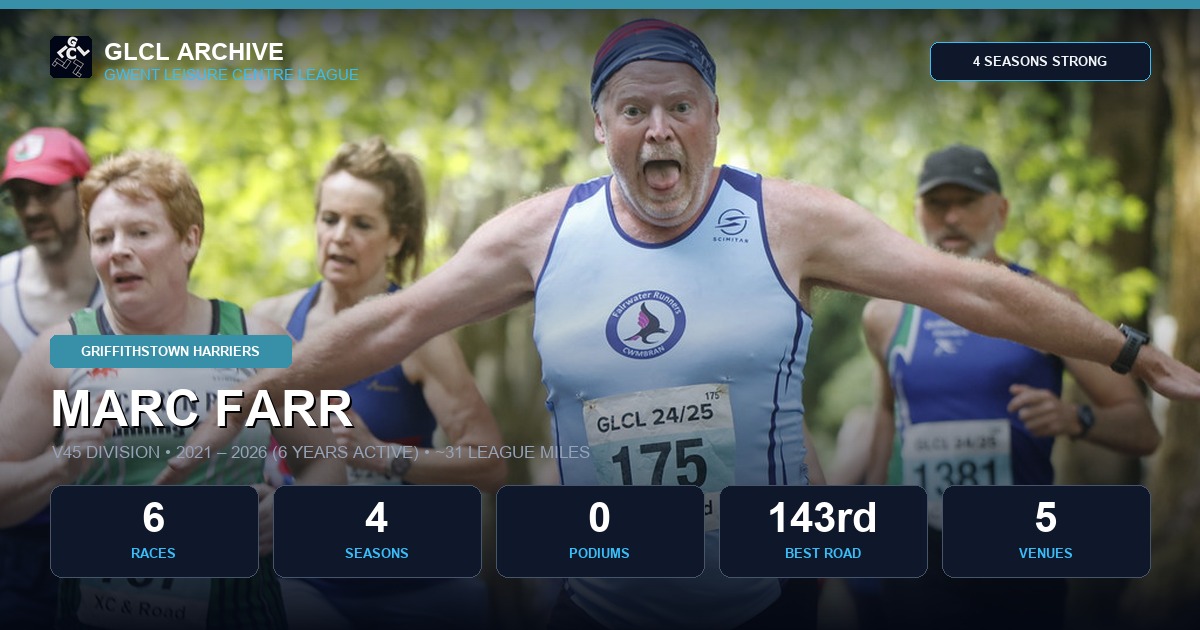 GLCL ARCHIVE
GWENT LEISURE CENTRE LEAGUE
4 SEASONS STRONG
SCIMITAR
Fairwater Runners
CWMBRAN
GRIFFITHSTOWN HARRIERS
175
GLCL 24/25
175
GLCL 24/25
1381
MARC FARR
V45 DIVISION • 2021 – 2026 (6 YEARS ACTIVE) • ~31 LEAGUE MILES
6
RACES
4
SEASONS
0
PODIUMS
143rd
BEST ROAD
5
VENUES
XC & Road